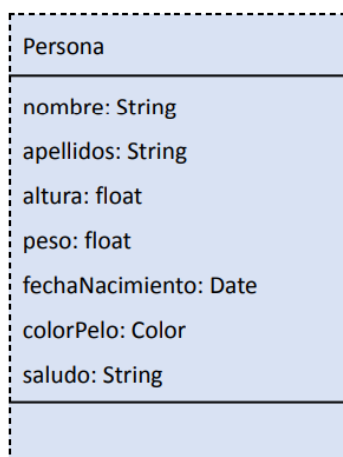 Persona
nombre: String
apellidos: String
altura: float
peso: float
fechaNacimiento: Date
colorPelo: Color
saludo: String